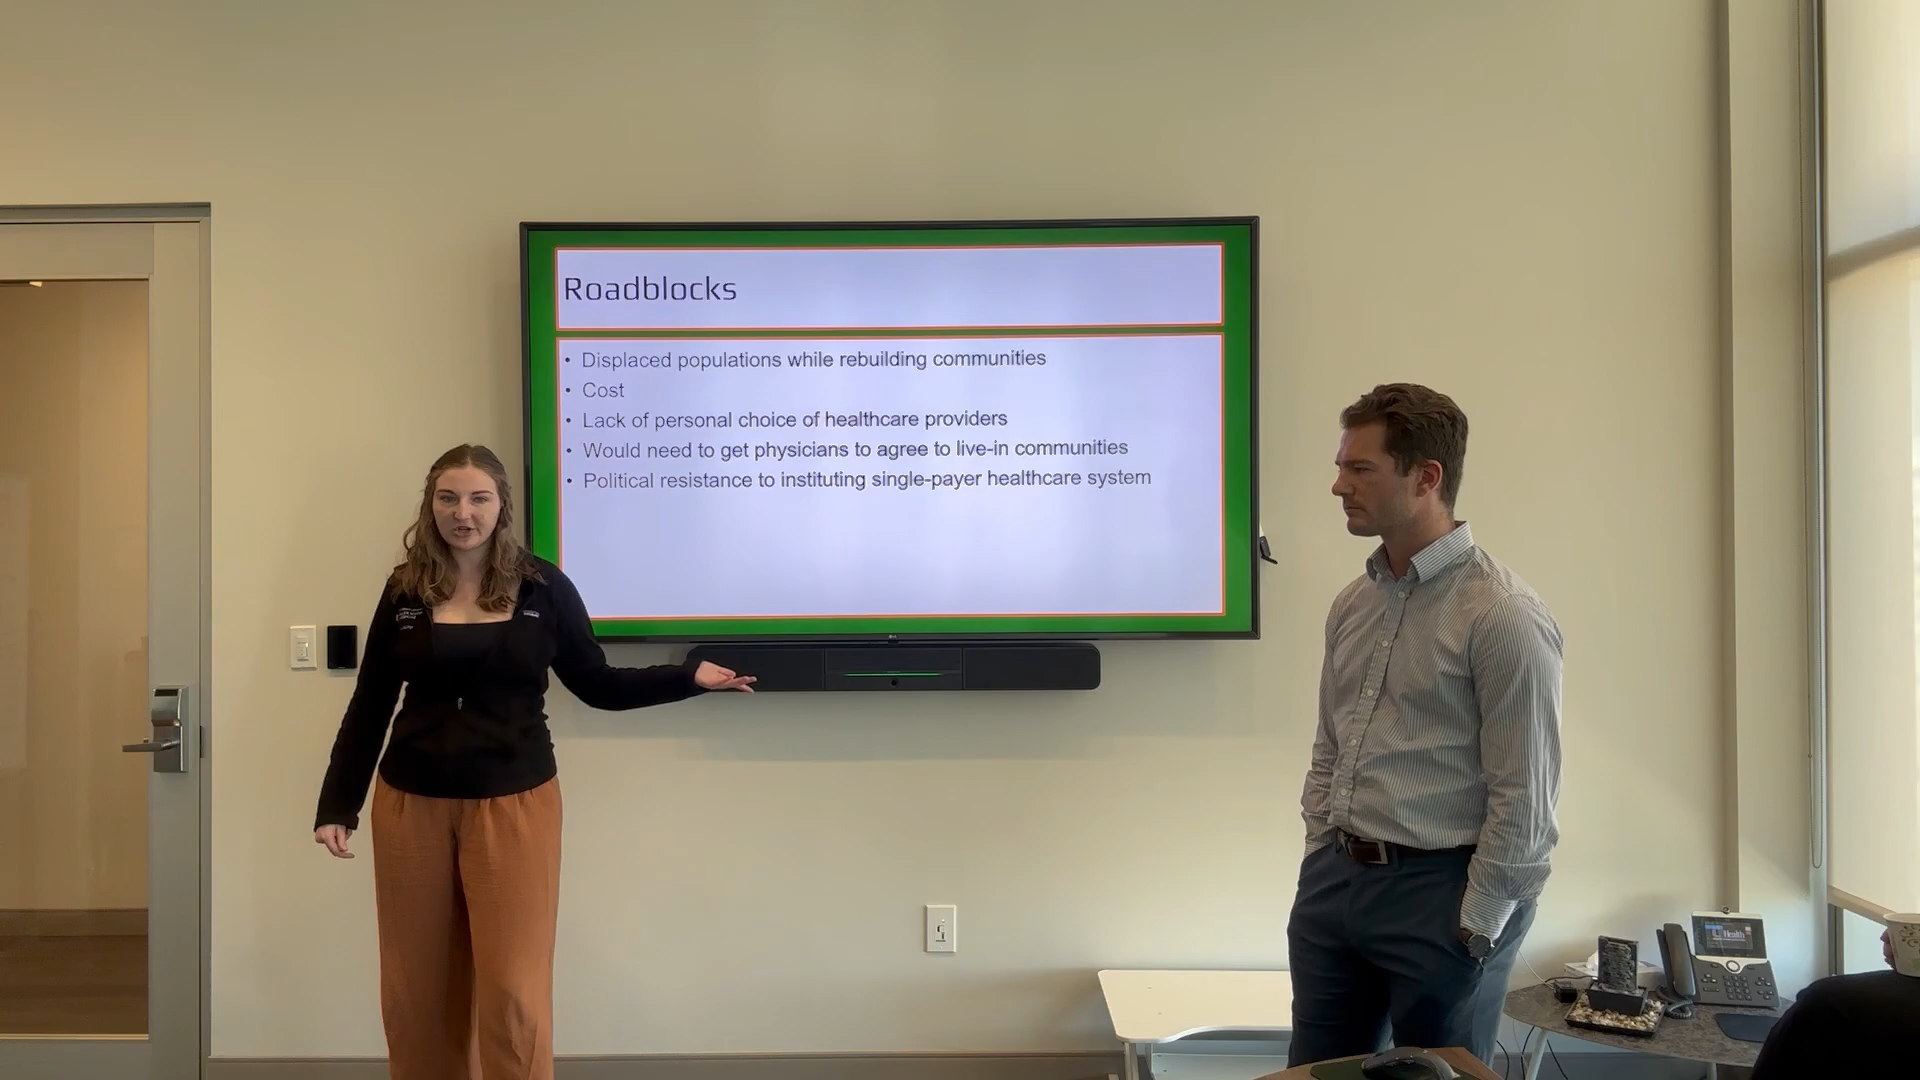 Roadblocks
• Displaced populations while rebuilding communities
• Cost
• Lack of personal choice of healthcare providers
• Would need to get physicians to agree to live-in communities
• Political resistance to instituting single-payer healthcare system
Health